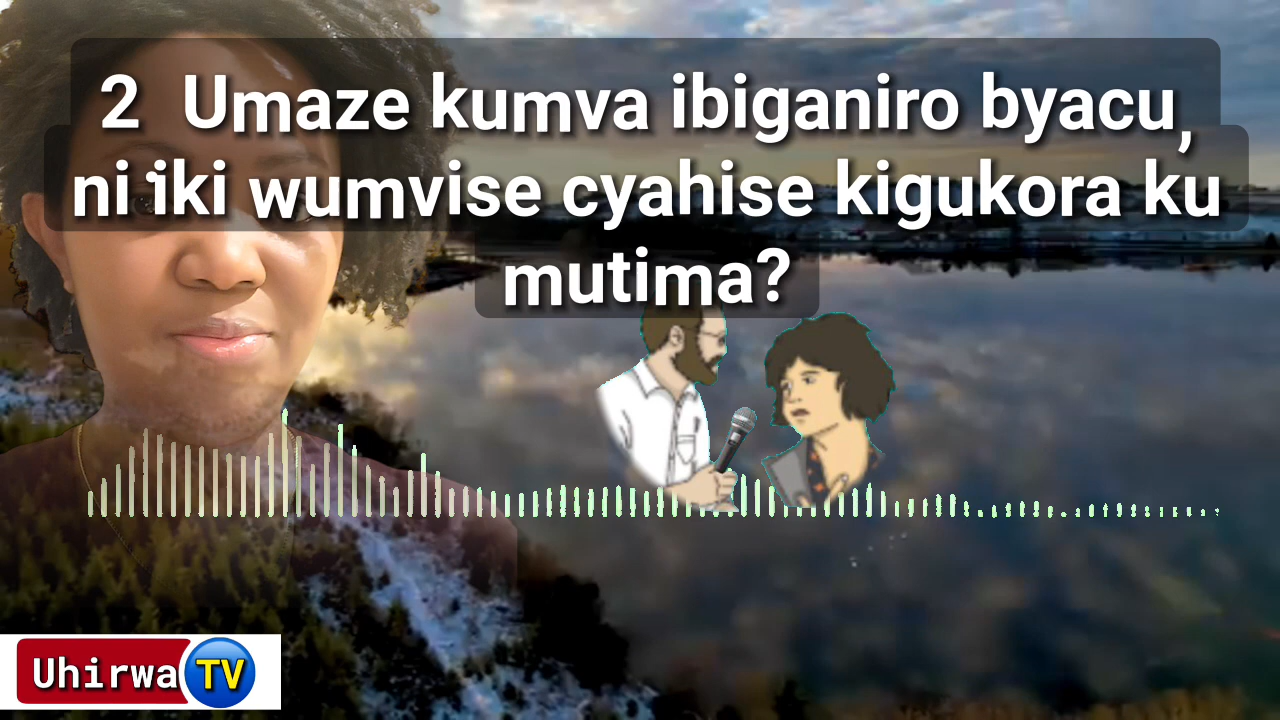 2 Umaze kumva ibiganiro byacu,
ni iki wumvise cyahise kigukora ku
mutima?
Uhirwa TV